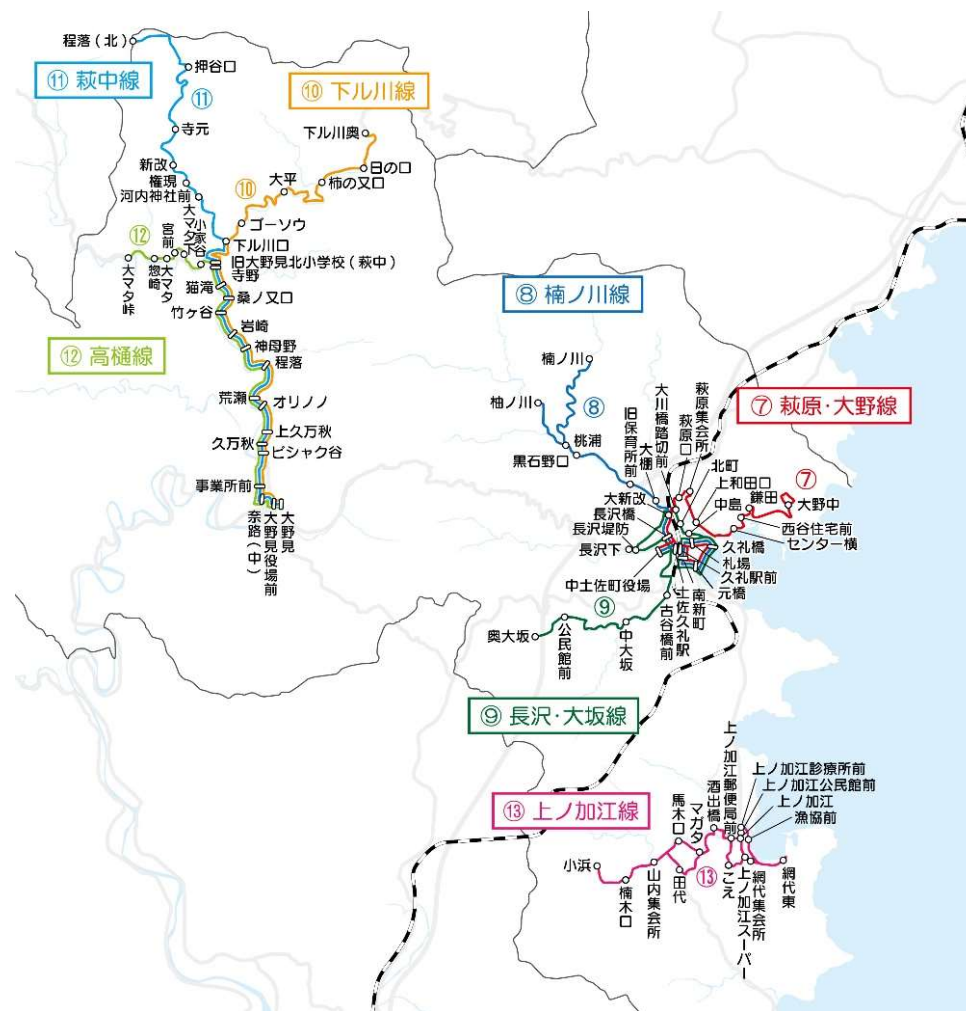 程落(北)
⑪ 萩中線
押谷口
⑪
⑩ 下ル川線
寺元
下ル川奥
日の口
新改
権現
河内神社前
大平
柿の又口
⑩
ゴーソウ
⑫
宮前
大マタ下
小家谷
下ル川口
旧大野見北小学校(萩中)
寺野
大マタ峠
惣崎
大マタ
猫滝
桑ノ又口
竹ヶ谷
岩崎
⑫ 高樋線
神母野
程落
荒瀬
オリノノ
上久万秋
久万秋
ビシャク谷
事業所前
奈路(中)
大野見役場前
大野見
⑧ 楠ノ川線
楠ノ川
柚ノ川
⑧
桃浦
黒石野口
旧保育所前
大棚
大川橋踏切前
萩原口
萩原集会所
⑦ 萩原・大野線
北町
上和田口
⑦
中島
鎌田
大野中
西谷住宅前
センター横
大新改
長沢橋
長沢堤防
長沢下
久礼橋
札場
久礼駅前
元橋
中土佐町役場
南新町
土佐久礼駅
古谷橋前
⑨
奥大坂
公民館前
中大坂
⑨ 長沢・大坂線
⑬ 上ノ加江線
小浜
楠木口
山内集会所
馬木口
田代
マガタ
⑬
酒出橋
上ノ加江郵便局前
上ノ加江診療所前
上ノ加江公民館前
上ノ加江
漁協前
こえ
上ノ加江スーパー
網代集会所
網代東